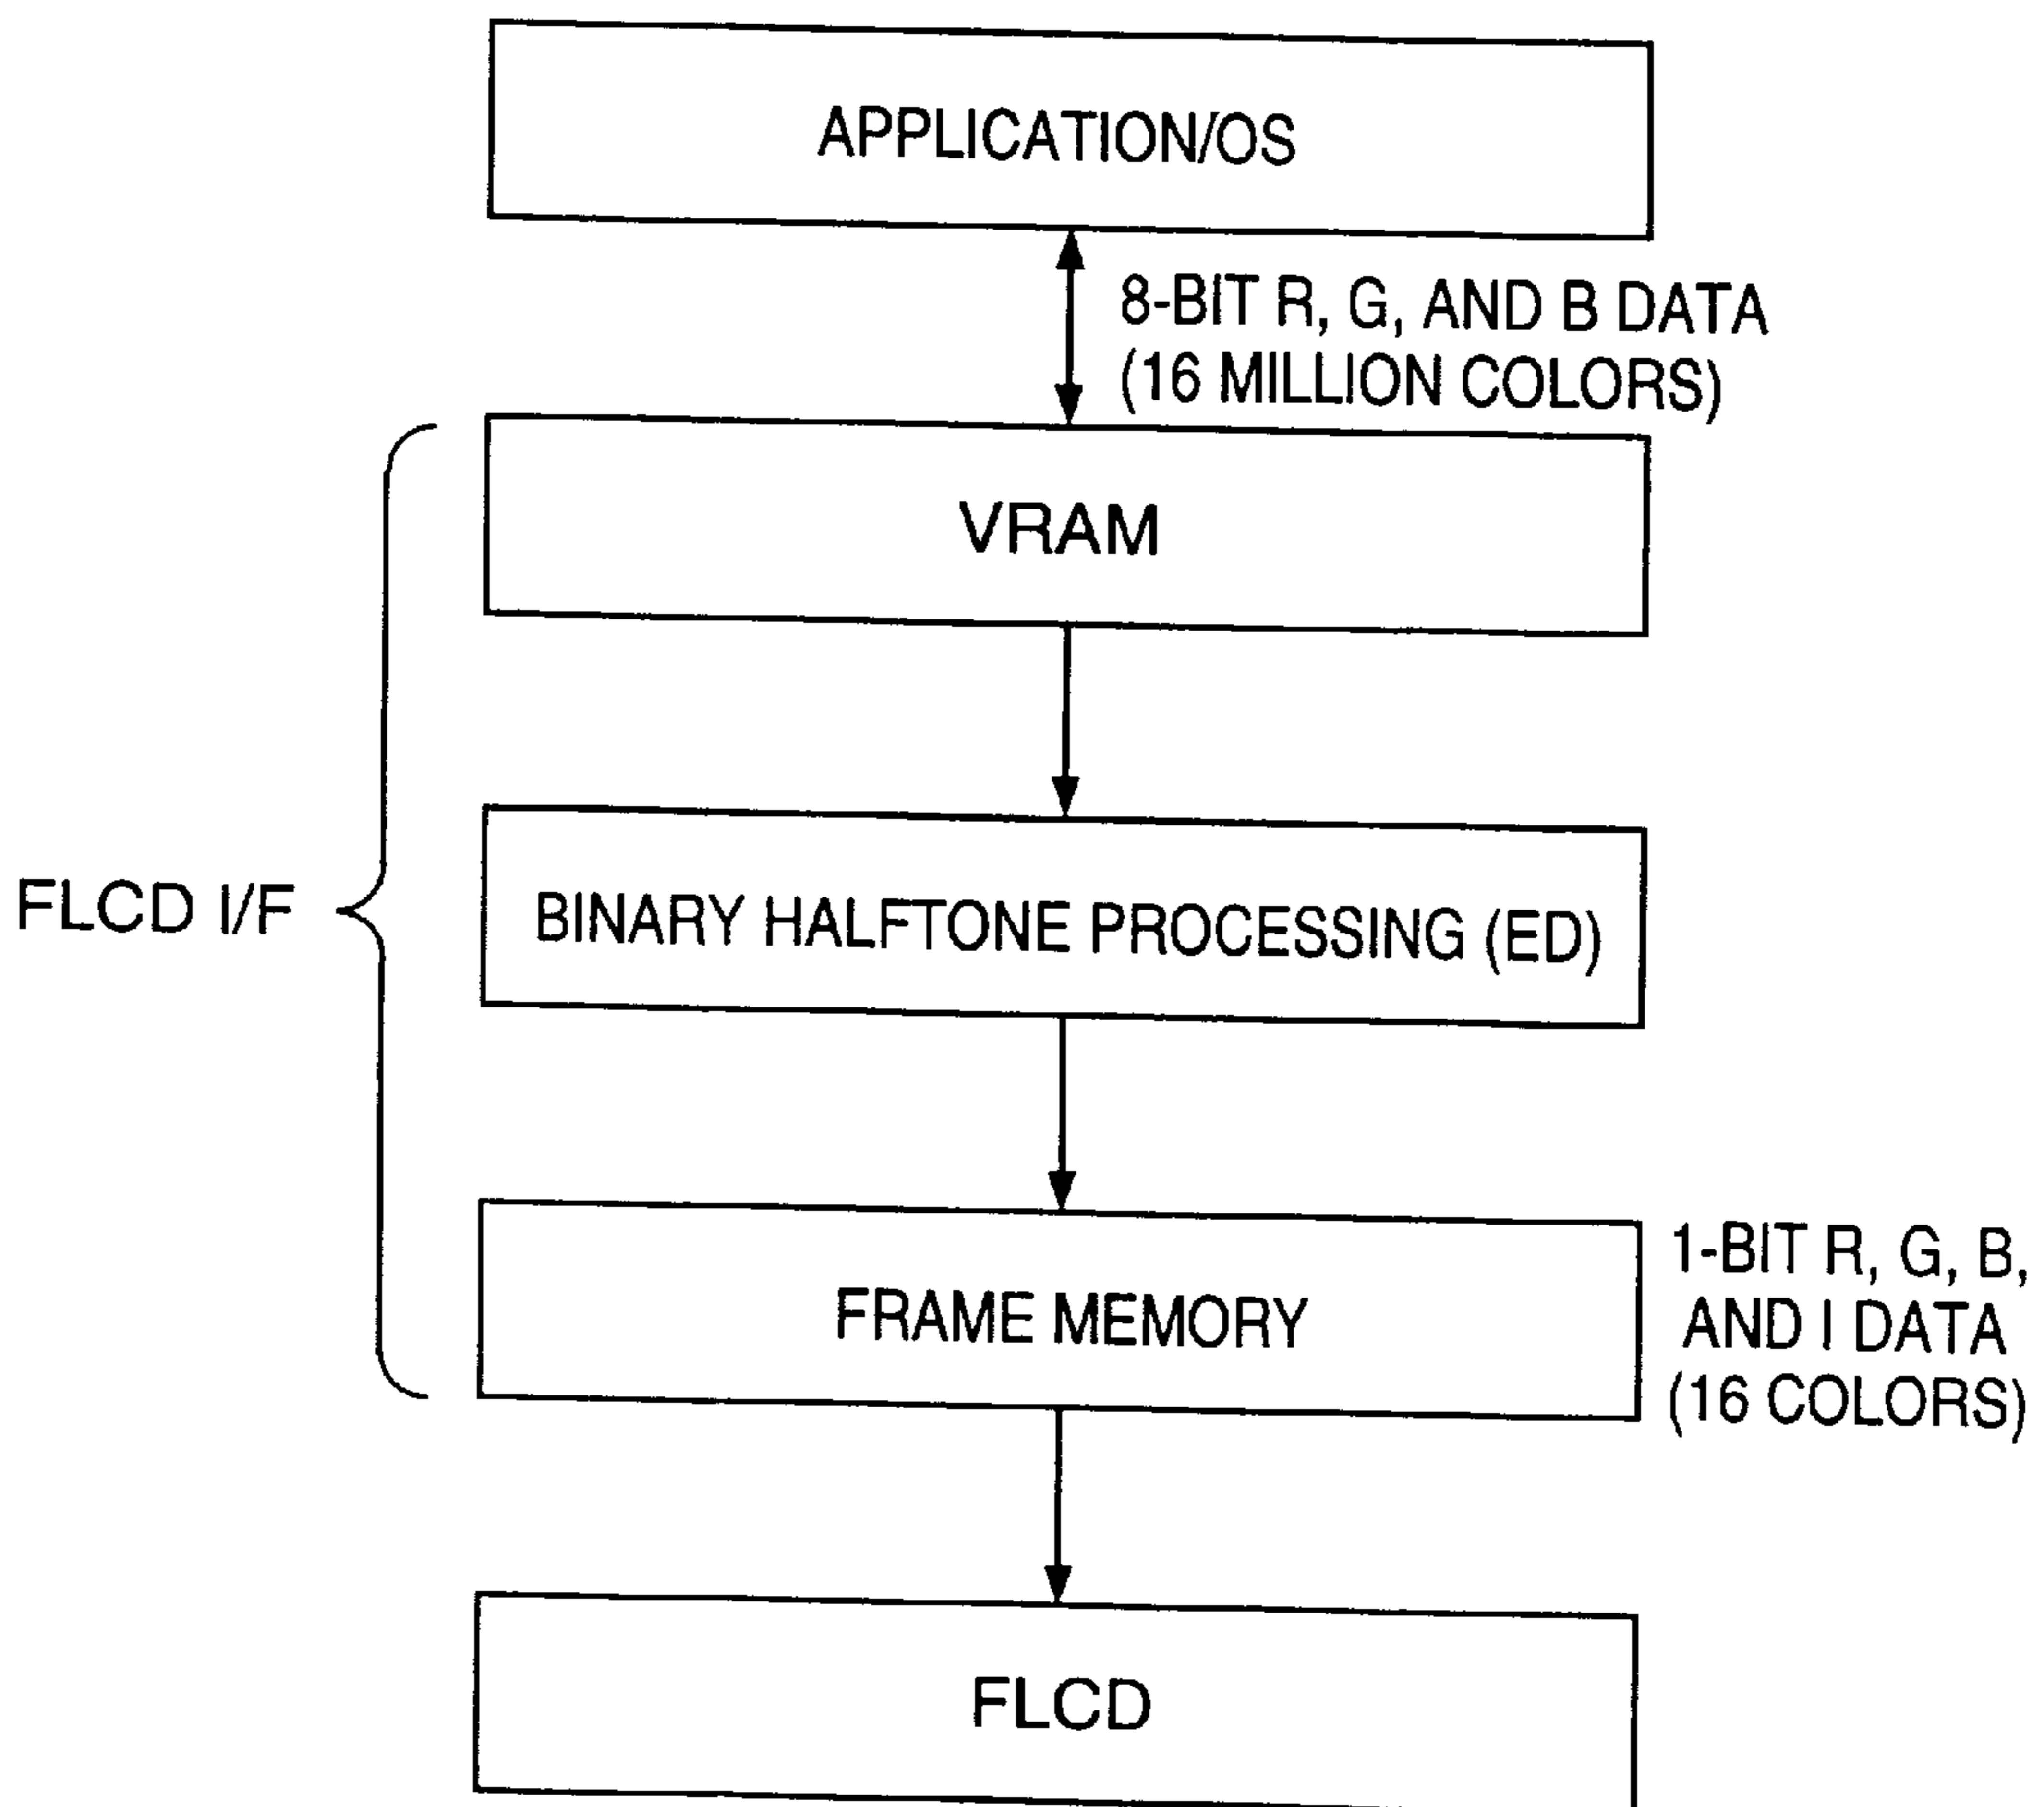 APPLICATION/OS
8-BIT R, G, AND B DATA
(16 MILLION COLORS)
VRAM
FLCD I/F
BINARY HALFTONE PROCESSING (ED)
FRAME MEMORY
1-BIT R, G, B,
AND I DATA
(16 COLORS)
FLCD